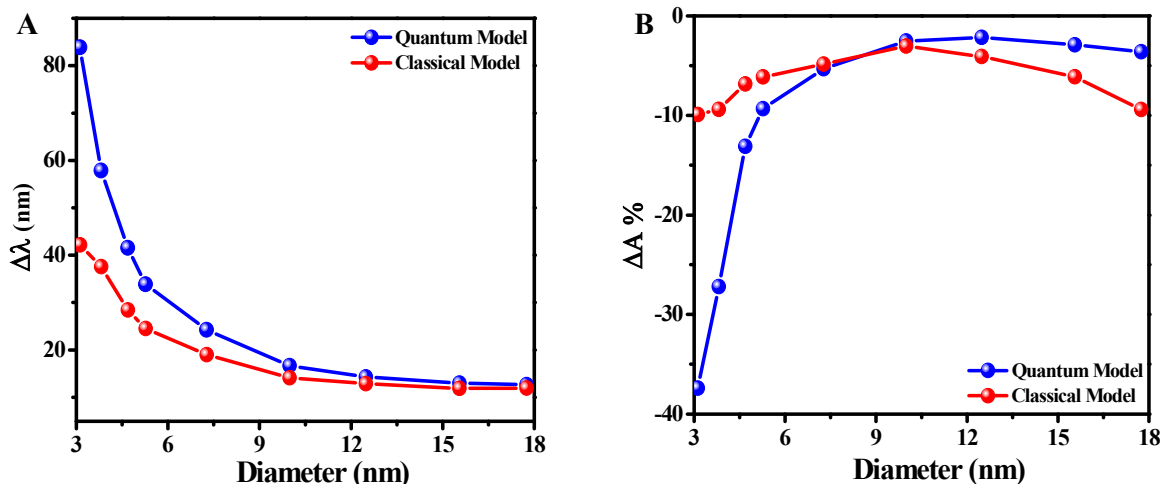 A
Quantum Model
Classical Model
Δλ (nm)
80
60
40
20
3
6
9
12
15
18
Diameter (nm)
B
Quantum Model
Classical Model
ΔA %
0
-10
-20
-30
-40
3
6
9
12
15
18
Diameter (nm)